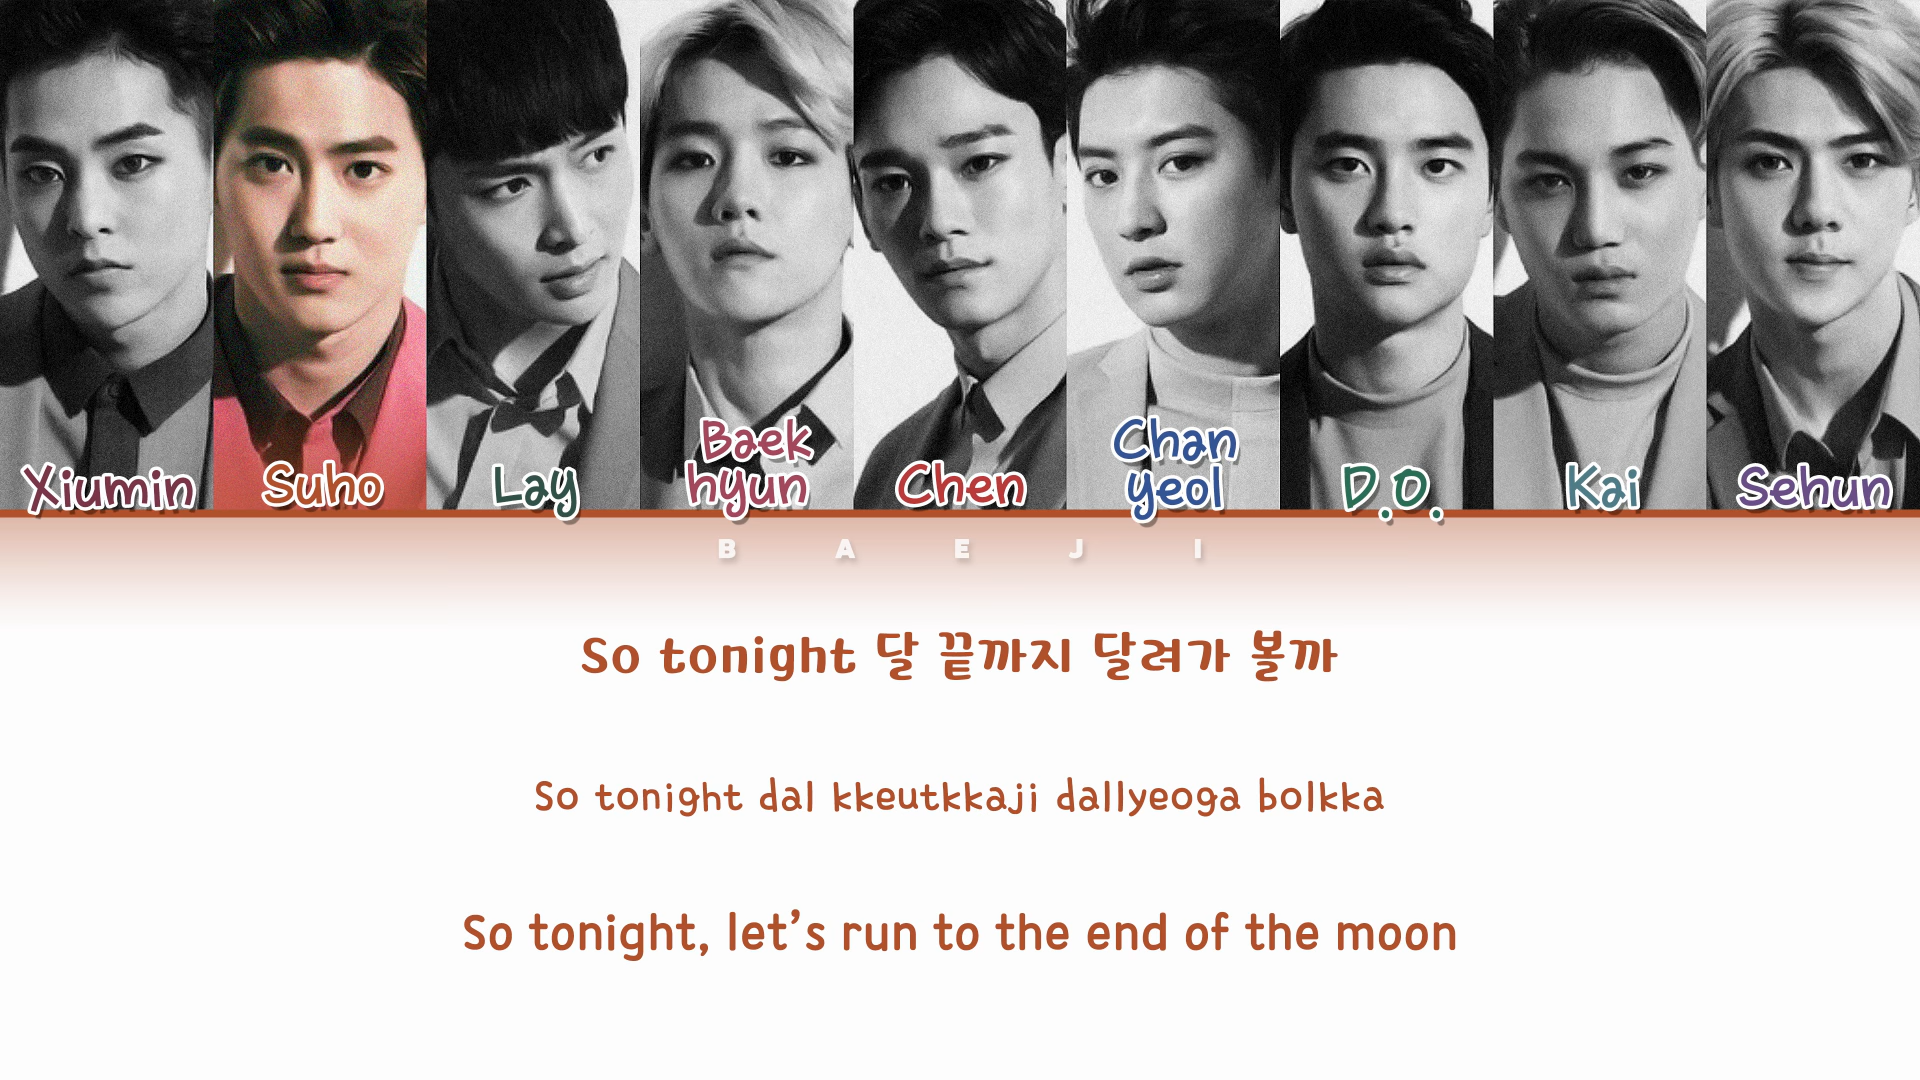 Xiumin
Suho
Lay
Baek
hyun
Chen
Chan
yeol
D.O.
Kai
Sehun
B A E J I
So tonight 달 끝까지 달려가 볼까
So tonight dal kkeutkkaji dallyeoga bolkka
So tonight, let’s run to the end of the moon